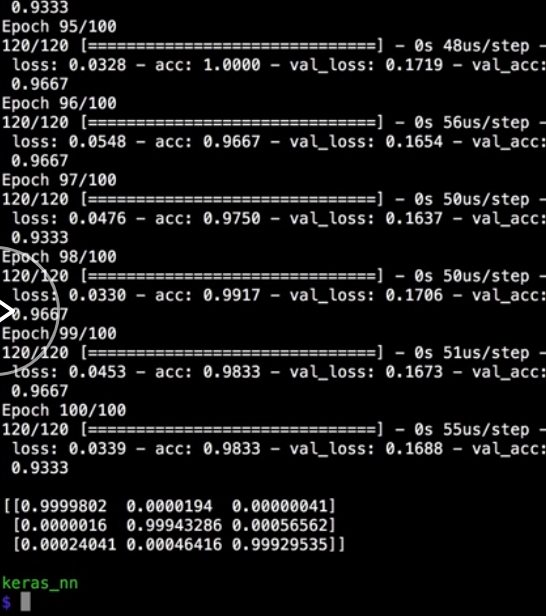 0.9333
Epoch 95/100
120/120 [==============================] - 0s 48us/step -
loss: 0.0328 - acc: 1.0000 - val_loss: 0.1719 - val_acc:
0.9667
Epoch 96/100
120/120 [==============================] - 0s 56us/step -
loss: 0.0548 - acc: 0.9667 - val_loss: 0.1654 - val_acc:
0.9667
Epoch 97/100
120/120 [==============================] - 0s 50us/step -
loss: 0.0476 - acc: 0.9750 - val_loss: 0.1637 - val_acc:
0.9333
Epoch 98/100
120/120 [==============================] - 0s 50us/step -
loss: 0.0330 - acc: 0.9917 - val_loss: 0.1706 - val_acc:
0.9667
Epoch 99/100
120/120 [==============================] - 0s 51us/step -
loss: 0.0453 - acc: 0.9833 - val_loss: 0.1673 - val_acc:
0.9667
Epoch 100/100
120/120 [==============================] - 0s 55us/step -
loss: 0.0339 - acc: 0.9833 - val_loss: 0.1688 - val_acc:
0.9333
[[0.9999802 0.0000194 0.00000041]
[0.0000016 0.99943286 0.00056562]
[0.00024041 0.00046416 0.99929535]]
keras_nn
$